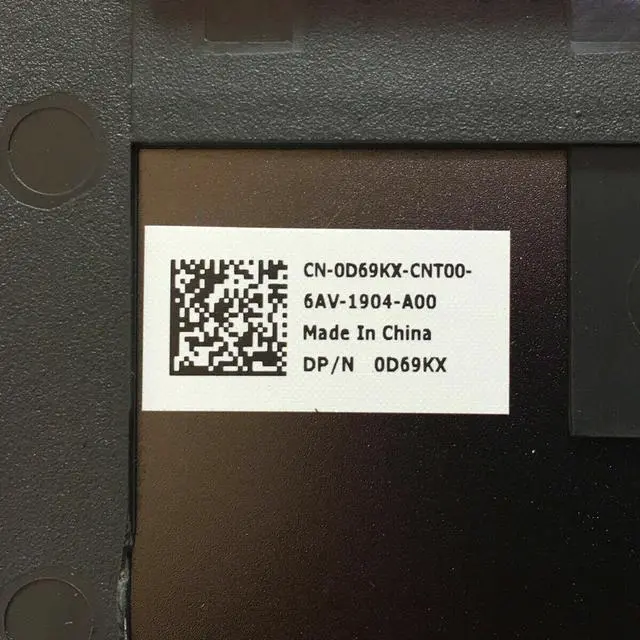 CN-0D69KX-CNT00-
6AV-1904-A00
Made In China
DP/N 0D69KX